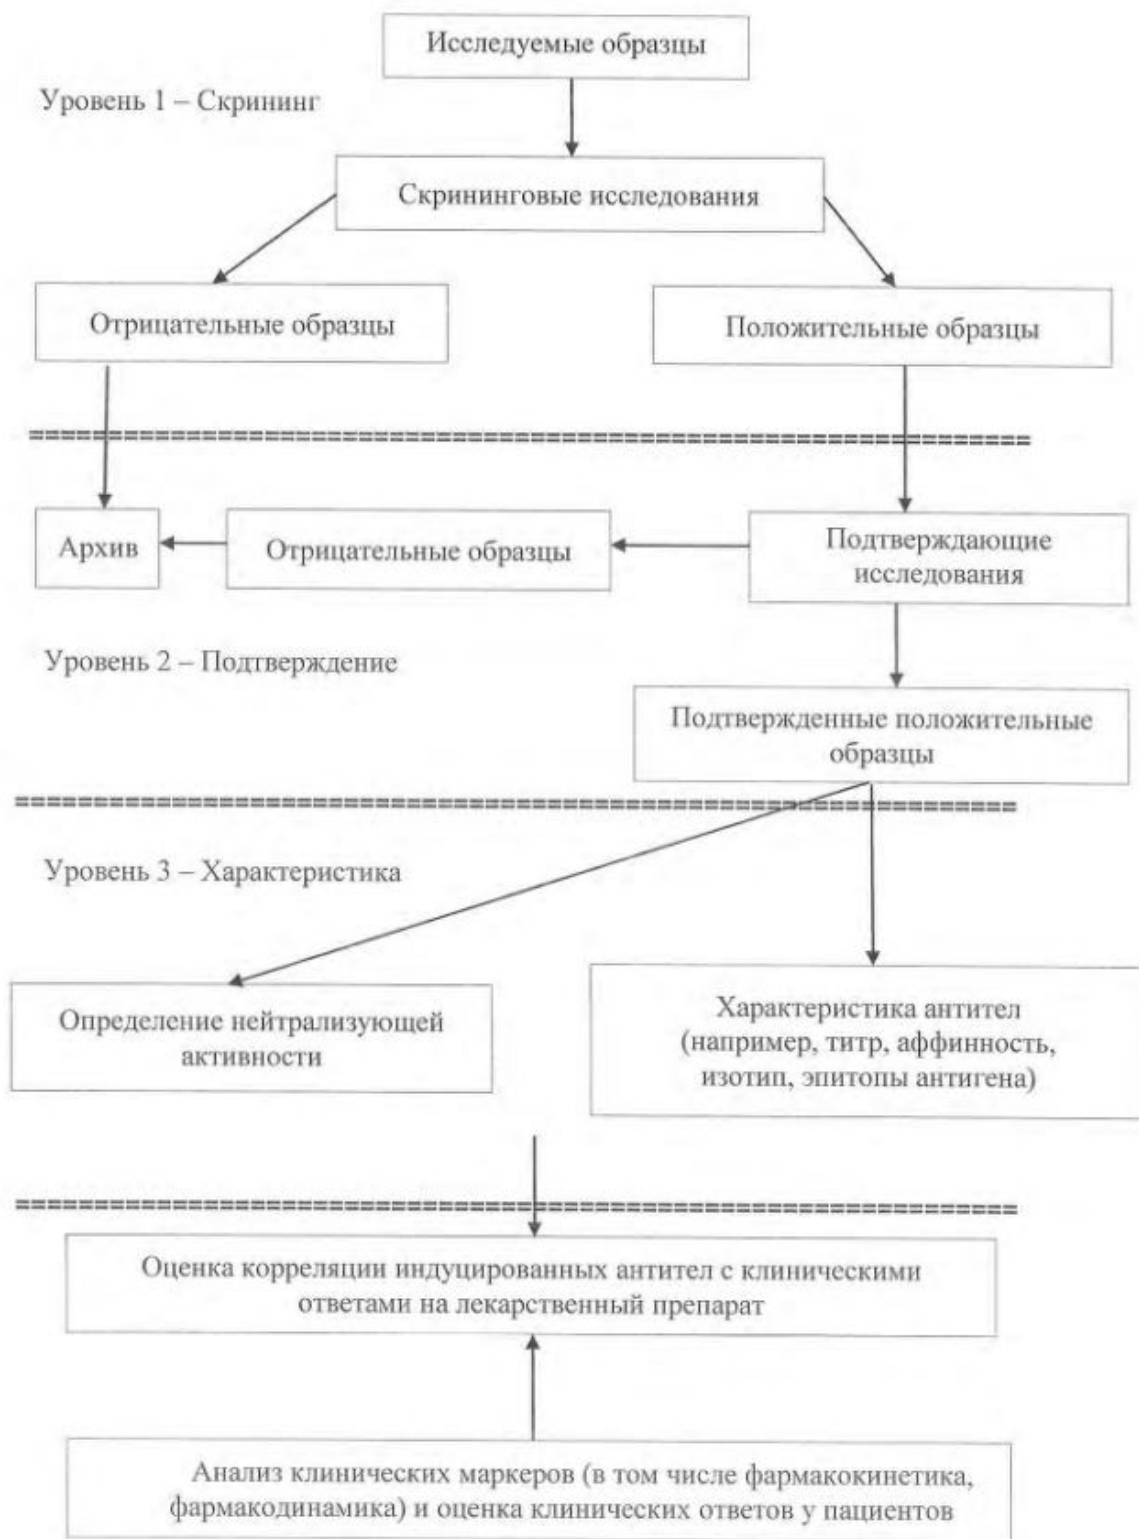 Исследуемые образцы
Уровень 1 – Скрининг
Скрининговые исследования
Отрицательные образцы
Положительные образцы
Архив
Отрицательные образцы
Подтверждающие
исследования
Уровень 2 – Подтверждение
Подтвержденные положительные
образцы
Уровень 3 – Характеристика
Определение нейтрализующей
активности
Характеристика антител
(например, титр, аффинность,
изотип, эпитопы антигена)
Оценка корреляции индуцированных антител с клиническими
ответами на лекарственный препарат
Анализ клинических маркеров (в том числе фармакокинетика,
фармакодинамика) и оценка клинических ответов у пациентов